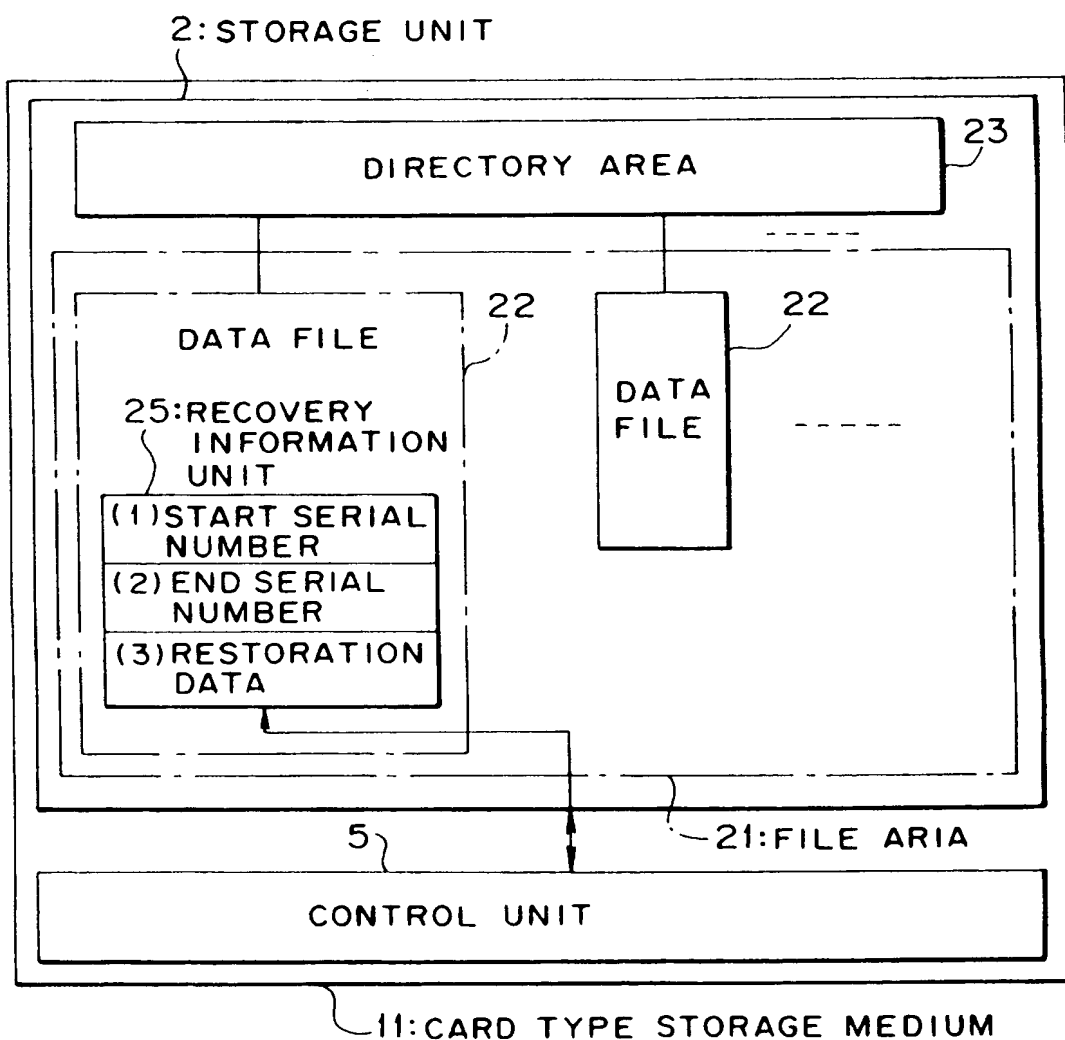 2: STORAGE UNIT
DIRECTORY AREA
23
DATA FILE
22
22
DATA
FILE
25: RECOVERY
INFORMATION
UNIT
(1) START SERIAL
NUMBER
(2) END SERIAL
NUMBER
(3) RESTORATION
DATA
21: FILE ARIA
5
CONTROL UNIT
11: CARD TYPE STORAGE MEDIUM